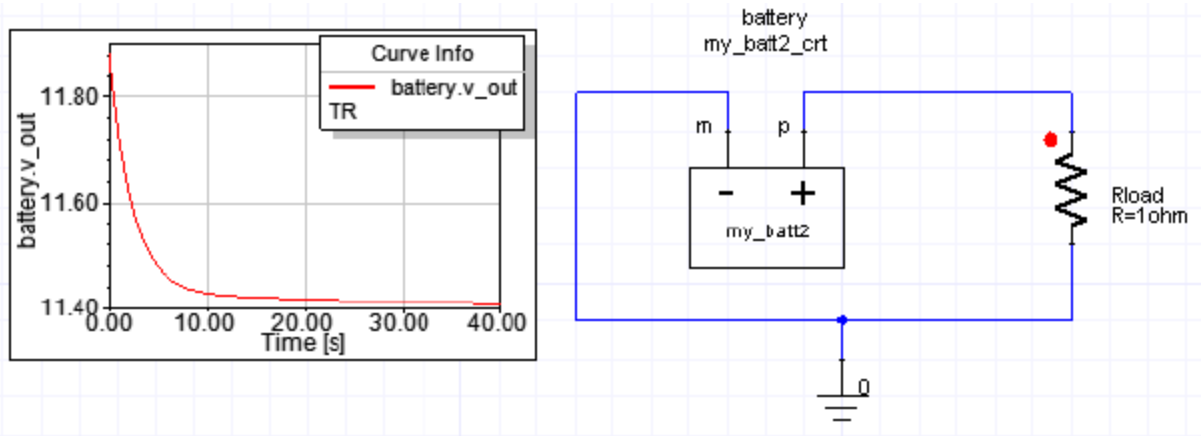 battery
my_batt2_crt
Curve Info
battery.v_out
TR
11.80
11.60
11.40
battery.v_out
0.00 10.00 20.00 30.00 40.00
Time [s]
m p
- +
my_batt2
Rload
R=1ohm
0